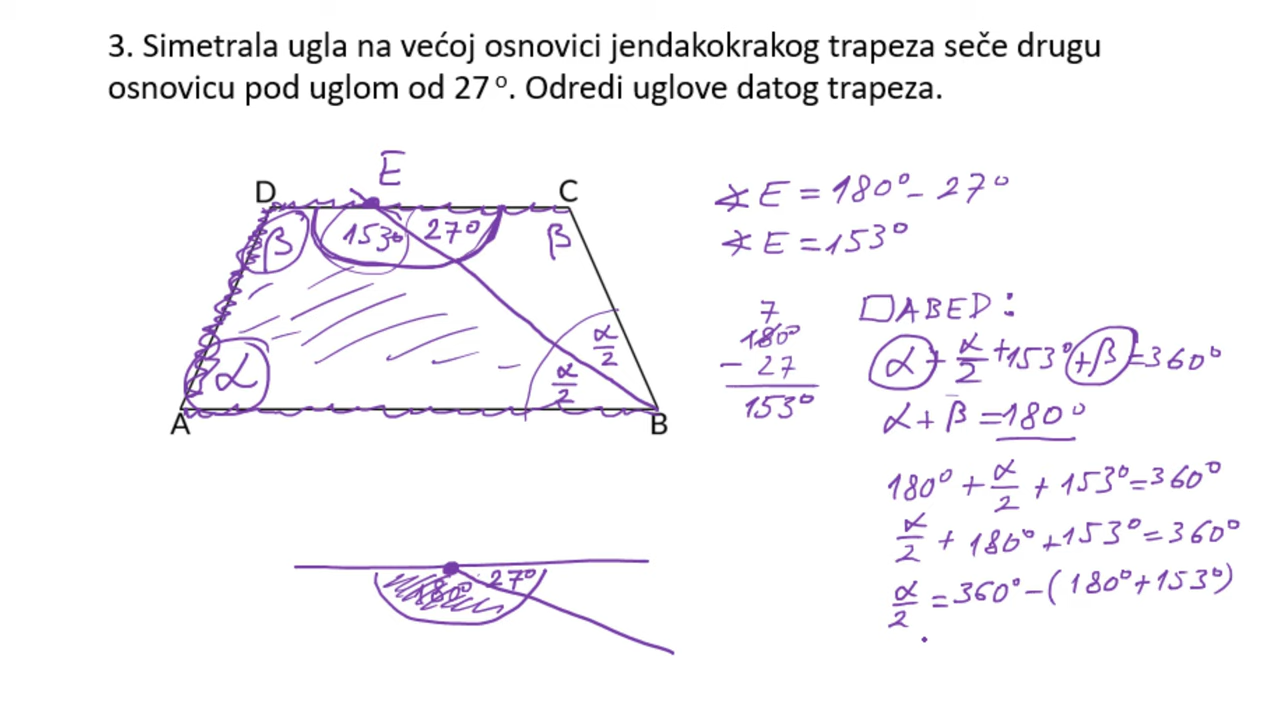 3. Simetrala ugla na većoj osnovici jendakokrakog trapeza seče drugu
osnovicu pod uglom od 27°. Odredi uglove datog trapeza.
E
D
C
β
153°
27°
β
α
α/2
α/2
A
B
∢E = 180° - 27°
∢E = 153°
7
180°
- 27
153°
□ABED:
α + α/2 + 153° + β = 360°
α + β = 180°
180° + α/2 + 153° = 360°
α/2 + 180° + 153° = 360°
α/2 = 360° - (180° + 153°)
180°
27°